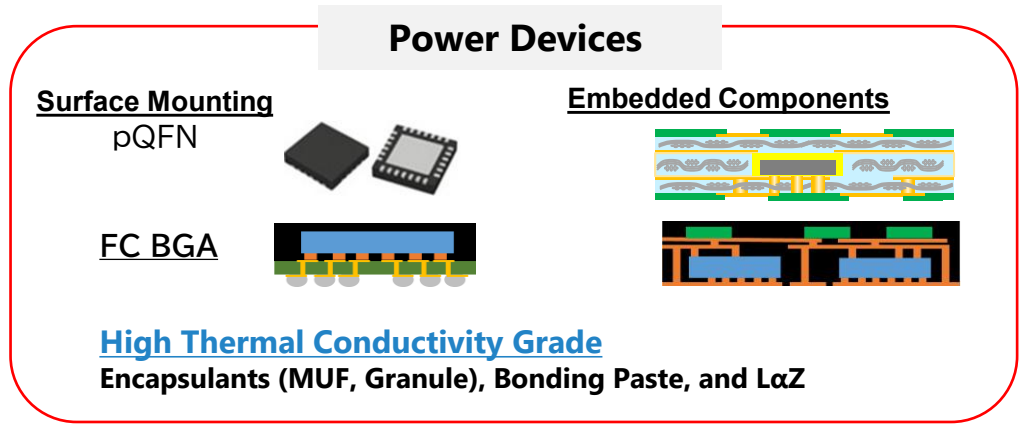 Power Devices
Surface Mounting
pQFN
Embedded Components
FC BGA
High Thermal Conductivity Grade
Encapsulants (MUF, Granule), Bonding Paste, and LαZ